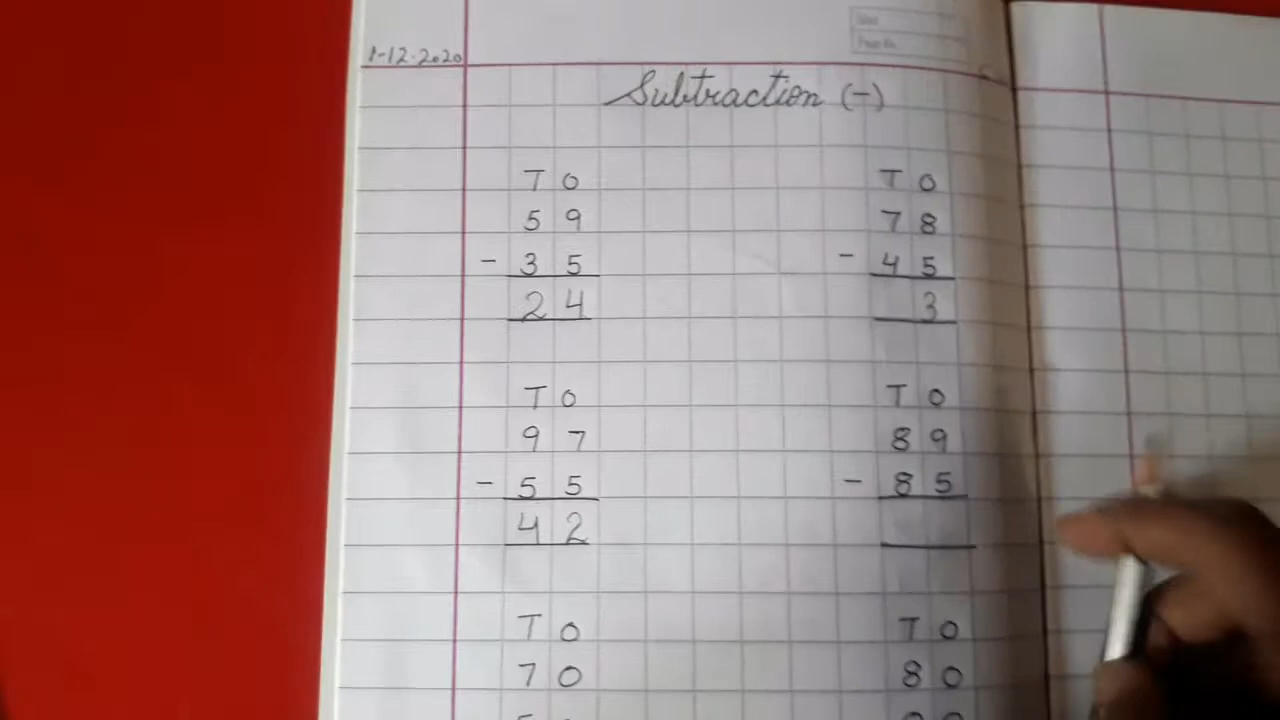 1-12-2020
Subtraction (-)
T O
5 9
- 3 5
2 4
T O
7 8
- 4 5
3
T O
9 7
- 5 5
4 2
T O
8 9
- 8 5
T O
7 0
T O
8 0